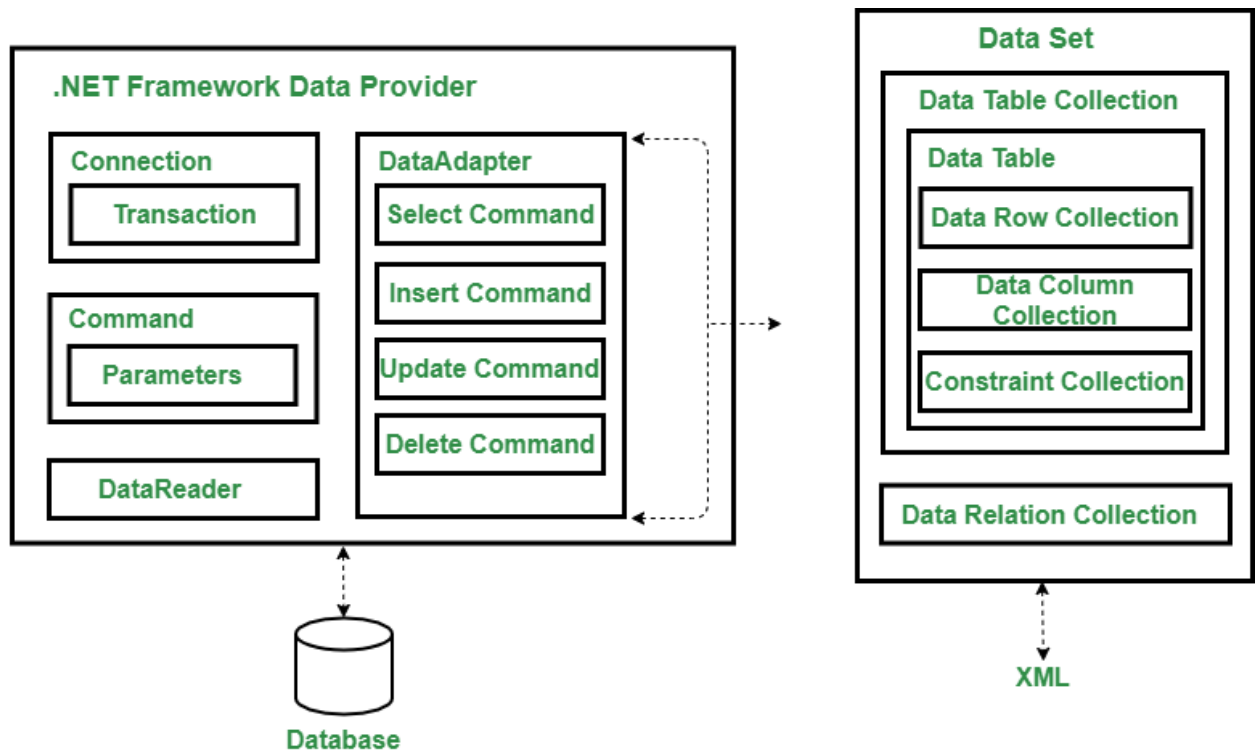 .NET Framework Data Provider
Connection
Transaction
Command
Parameters
DataReader
DataAdapter
Select Command
Insert Command
Update Command
Delete Command
Database
Data Set
Data Table Collection
Data Table
Data Row Collection
Data Column
Collection
Constraint Collection
Data Relation Collection
XML